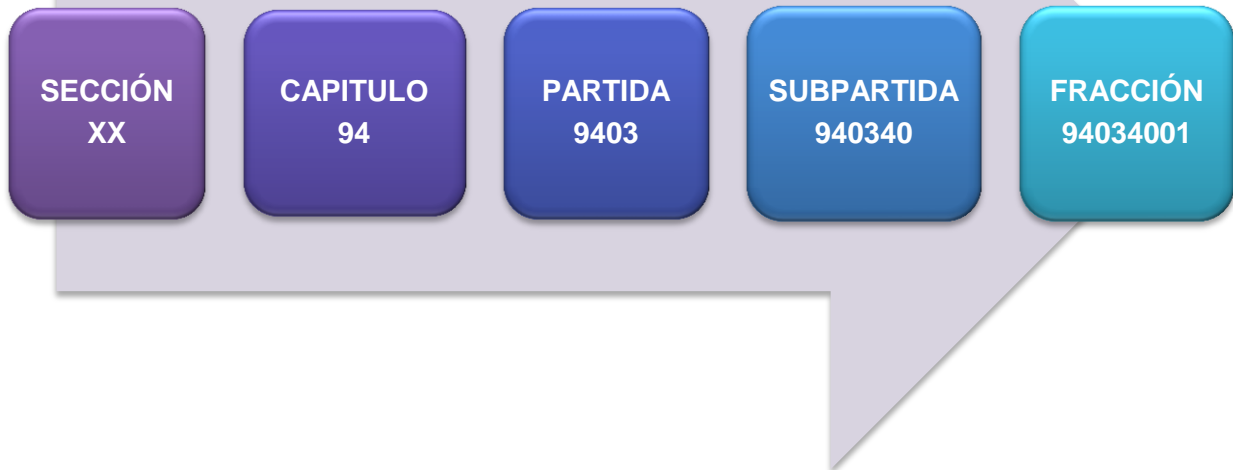 SECCIÓN
XX
CAPITULO
94
PARTIDA
9403
SUBPARTIDA
940340
FRACCIÓN
94034001